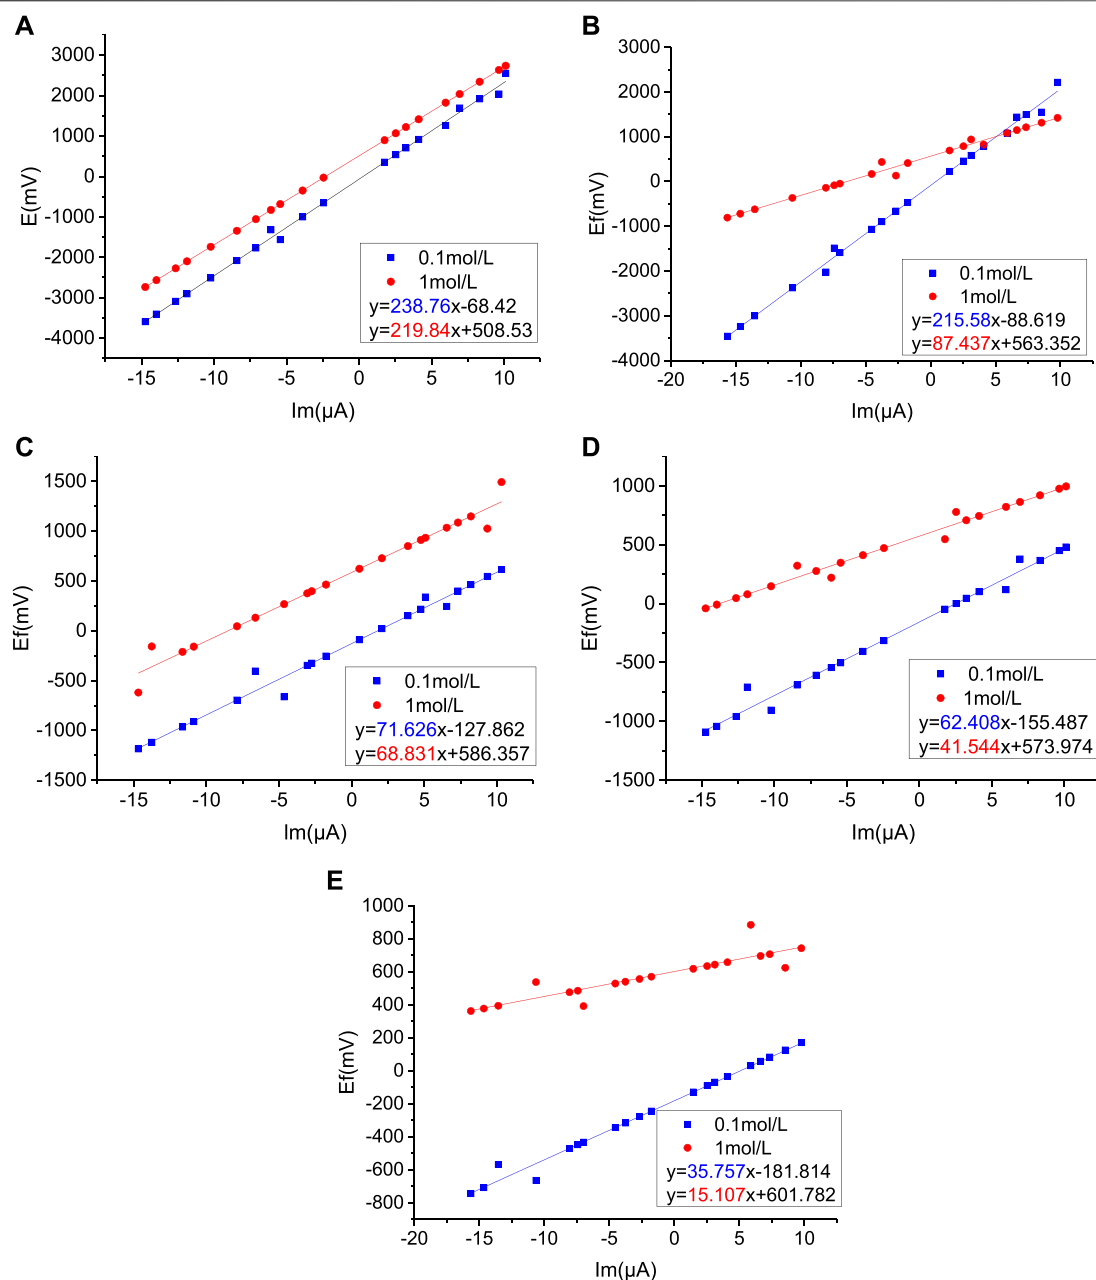 A
3000
2000
1000
0
-1000
-2000
-3000
-4000
E(mV)
0.1mol/L
1mol/L
y=238.76x-68.42
y=219.84x+508.53
-15 -10 -5 0 5 10
Im(µA)
B
3000
2000
1000
0
-1000
-2000
-3000
-4000
Ef(mV)
0.1mol/L
1mol/L
y=215.58x-88.619
y=87.437x+563.352
-20 -15 -10 -5 0 5 10
Im(µA)
C
1500
1000
500
0
-500
-1000
-1500
Ef(mV)
0.1mol/L
1mol/L
y=71.626x-127.862
y=68.831x+586.357
-15 -10 -5 0 5 10
Im(µA)
D
1000
500
0
-500
-1000
-1500
Ef(mV)
0.1mol/L
1mol/L
y=62.408x-155.487
y=41.544x+573.974
-15 -10 -5 0 5 10
Im(µA)
E
1000
800
600
400
200
0
-200
-400
-600
-800
Ef(mV)
0.1mol/L
1mol/L
y=35.757x-181.814
y=15.107x+601.782
-20 -15 -10 -5 0 5 10
Im(µA)